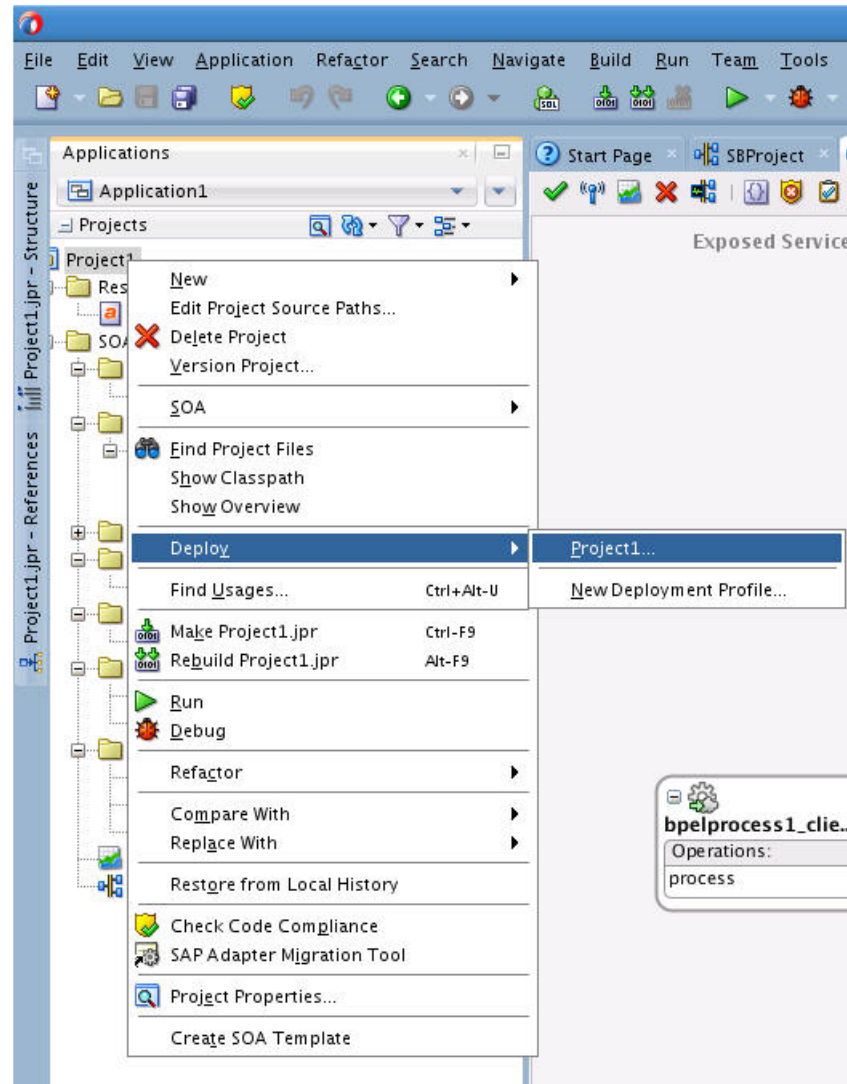 File Edit View Application Refactor Search Navigate Build Run Team Tools
Applications
Start Page
SBProject
Application1
Projects
Exposed Service
Project1
Res
SOA
New
Edit Project Source Paths...
Delete Project
Version Project...
SOA
Find Project Files
Show Classpath
Show Overview
Deploy
Project1...
Find Usages... Ctrl+Alt-U
New Deployment Profile...
Make Project1.jpr Ctrl-F9
Rebuild Project1.jpr Alt-F9
Run
Debug
Refactor
Compare With
Replace With
Restore from Local History
Check Code Compliance
SAP Adapter Migration Tool
Project Properties...
Create SOA Template
bpelprocess1_clie...
Operations:
process
Project1.jpr - Structure
Project1.jpr - References